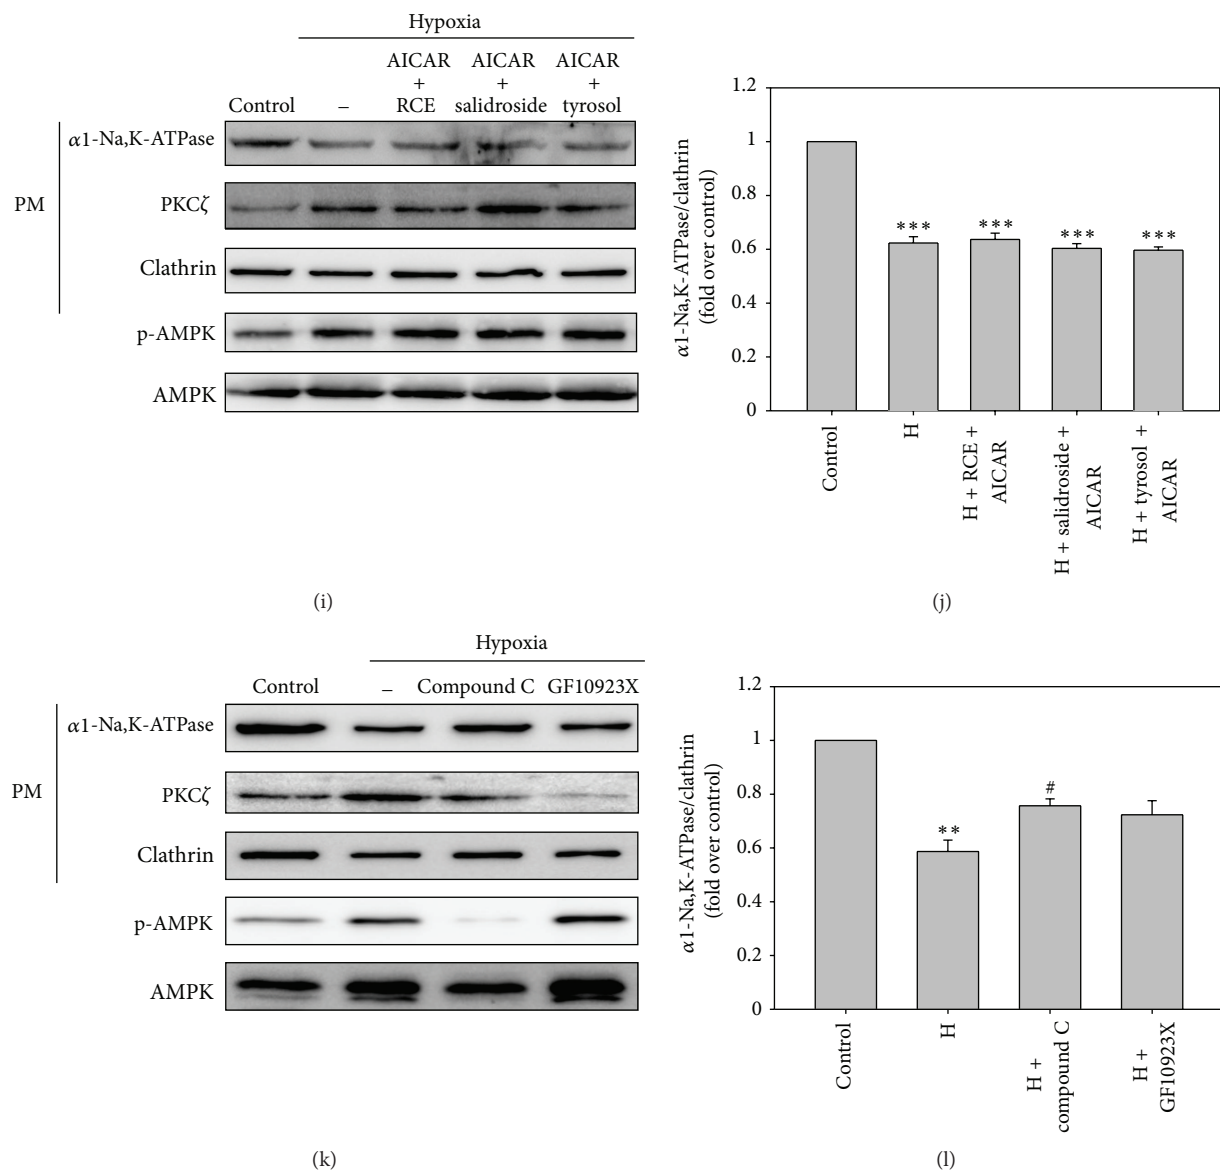 Hypoxia
AICAR AICAR AICAR
+ + +
Control – RCE salidroside tyrosol
α1-Na,K-ATPase
PM
PKCζ
Clathrin
p-AMPK
AMPK
(i)
1.2
1
0.8
0.6
0.4
0.2
0
α1-Na,K-ATPase/clathrin
(fold over control)
***
***
***
***
Control
H
H + RCE +
AICAR
H + salidroside +
AICAR
H + tyrosol +
AICAR
(j)
Hypoxia
Control – Compound C GF10923X
α1-Na,K-ATPase
PM
PKCζ
Clathrin
p-AMPK
AMPK
(k)
1.2
1
0.8
0.6
0.4
0.2
0
α1-Na,K-ATPase/clathrin
(fold over control)
**
#
Control
H
H +
compound C
H +
GF10923X
(l)